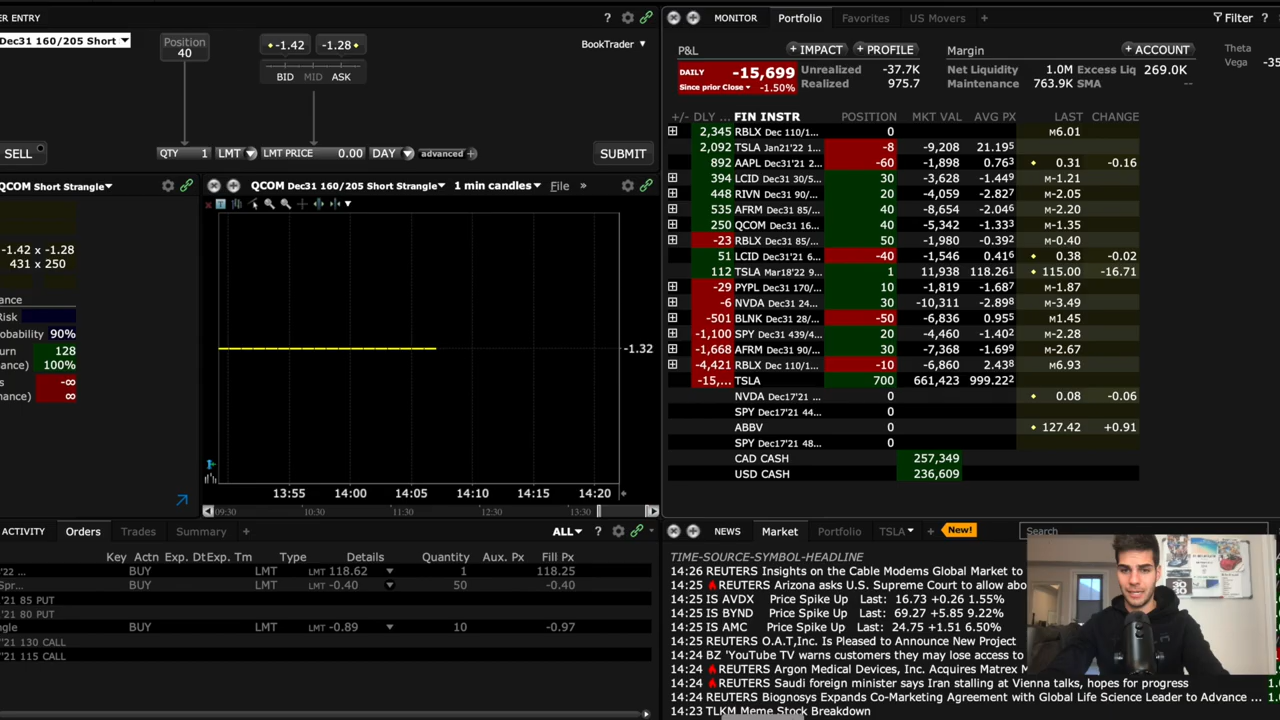 ER ENTRY
?
Dec31 160/205 Short
Position
40
-1.42 -1.28
BID MID ASK
BookTrader
SELL
QTY 1 LMT LMT PRICE 0.00 DAY advanced SUBMIT
QCOM Short Strangle
-1.42 x -1.28
431 x 250
ance
Risk
obability 90%
urn 128
ance) 100%
s -∞
nance) ∞
QCOM Dec31 160/205 Short Strangle 1 min candles File »
-1.32
13:55 14:00 14:05 14:10 14:15 14:20
09:30 10:30 11:30 12:30 13:30
ACTIVITY Orders Trades Summary + ALL ?
Key Actn Exp. DtExp. Tm Type Details Quantity Aux. Px Fill Px
'22 ... BUY LMT LMT 118.62 1 118.25
Spr... BUY LMT LMT -0.40 50 -0.40
'21 85 PUT
'21 80 PUT
ngle BUY LMT LMT -0.89 10 -0.97
'21 130 CALL
'21 115 CALL
MONITOR Portfolio Favorites US Movers + Filter ?
P&L + IMPACT + PROFILE Margin + ACCOUNT Theta
DAILY -15,699 Unrealized -37.7K Net Liquidity 1.0M Excess Liq 269.0K Vega -35
Since prior Close -1.50% Realized 975.7 Maintenance 763.9K SMA --
+/- DLY ... FIN INSTR POSITION MKT VAL AVG PX LAST CHANGE
2,345 RBLX Dec 110/1... 0 M6.01
2,092 TSLA Jan21'22 1... -8 -9,208 21.195
892 AAPL Dec31'21 2... -60 -1,898 0.763 0.31 -0.16
394 LCID Dec31 30/5... 30 -3,628 -1.449 M-1.21
448 RIVN Dec31 90/... 20 -4,059 -2.827 M-2.05
535 AFRM Dec31 85/... 40 -8,654 -2.046 M-2.20
250 QCOM Dec31 16... 40 -5,342 -1.333 M-1.35
-23 RBLX Dec31 85/... 50 -1,980 -0.392 M-0.40
51 LCID Dec31'21 6... -40 -1,546 0.416 0.38 -0.02
112 TSLA Mar18'22 9... 1 11,938 118.261 115.00 -16.71
-29 PYPL Dec31 170/... 10 -1,819 -1.687 M-1.87
-6 NVDA Dec31 24... 30 -10,311 -2.898 M-3.49
-501 BLNK Dec31 28/... -50 -6,836 0.955 M1.45
-1,100 SPY Dec31 439/4... 20 -4,460 -1.402 M-2.28
-1,668 AFRM Dec31 90/... 30 -7,368 -1.699 M-2.67
-4,421 RBLX Dec31 110/1... -10 -6,860 2.438 M6.93
-15,... TSLA 700 661,423 999.222
NVDA Dec17'21 ... 0 0.08 -0.06
SPY Dec17'21 44... 0
ABBV 0 127.42 +0.91
SPY Dec17'21 48... 0
CAD CASH 257,349
USD CASH 236,609
NEWS Market Portfolio TSLA + New! Search
TIME-SOURCE-SYMBOL-HEADLINE
14:26 REUTERS Insights on the Cable Modems Global Market to
14:25 REUTERS Arizona asks U.S. Supreme Court to allow abo
14:25 IS AVDX Price Spike Up Last: 16.73 +0.26 1.55%
14:25 IS BYND Price Spike Up Last: 69.27 +5.85 9.22%
14:25 IS AMC Price Spike Up Last: 24.75 +1.51 6.50%
14:25 REUTERS O.A.T,Inc. Is Pleased to Announce New Project
14:24 BZ 'YouTube TV warns customers they may lose access to
14:24 REUTERS Argon Medical Devices, Inc. Acquires Matrex M
14:24 REUTERS Saudi foreign minister says Iran stalling at Vienna talks, hopes for progress
14:24 REUTERS Biognosys Expands Co-Marketing Agreement with Global Life Science Leader to Advance ...
14:23 TLKM Meme Stock Breakdown